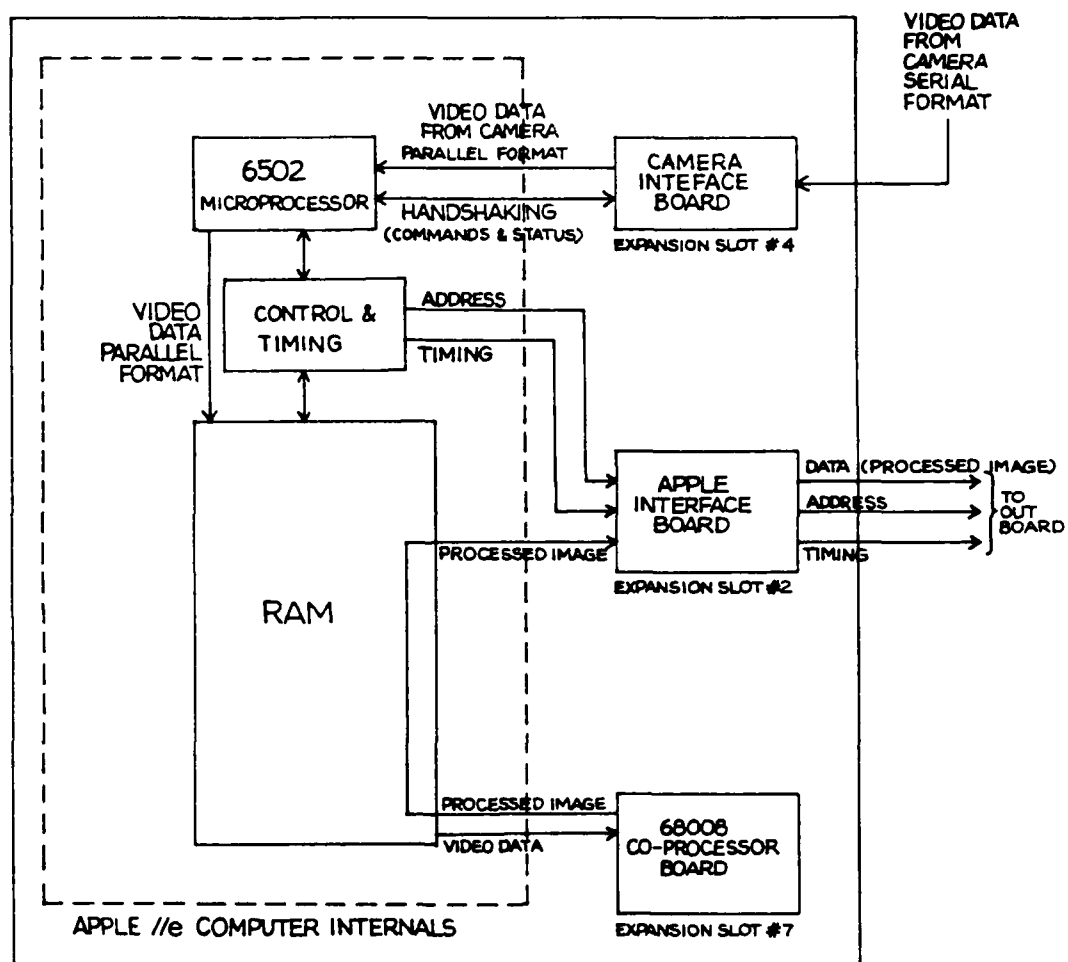 VIDEO DATA
FROM
CAMERA
SERIAL
FORMAT
VIDEO DATA
FROM CAMERA
PARALLEL FORMAT
6502
MICROPROCESSOR
HANDSHAKING
(COMMANDS & STATUS)
CAMERA
INTEFACE
BOARD
EXPANSION SLOT #4
VIDEO
DATA
PARALLEL
FORMAT
CONTROL &
TIMING
ADDRESS
TIMING
APPLE
INTERFACE
BOARD
EXPANSION SLOT #2
DATA (PROCESSED IMAGE)
ADDRESS
TIMING
TO
OUT
BOARD
PROCESSED IMAGE
RAM
PROCESSED IMAGE
VIDEO DATA
68008
CO-PROCESSOR
BOARD
EXPANSION SLOT #7
APPLE //e COMPUTER INTERNALS